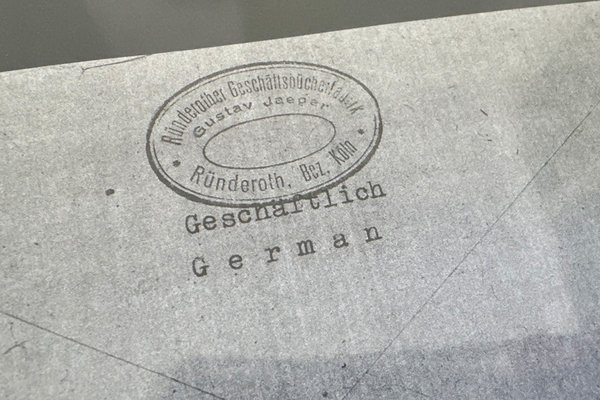 Ründerother Geschäftsbücherfabrik
Gustav Jaeger
Ründeroth, Bez. Köln
Geschäftlich
German